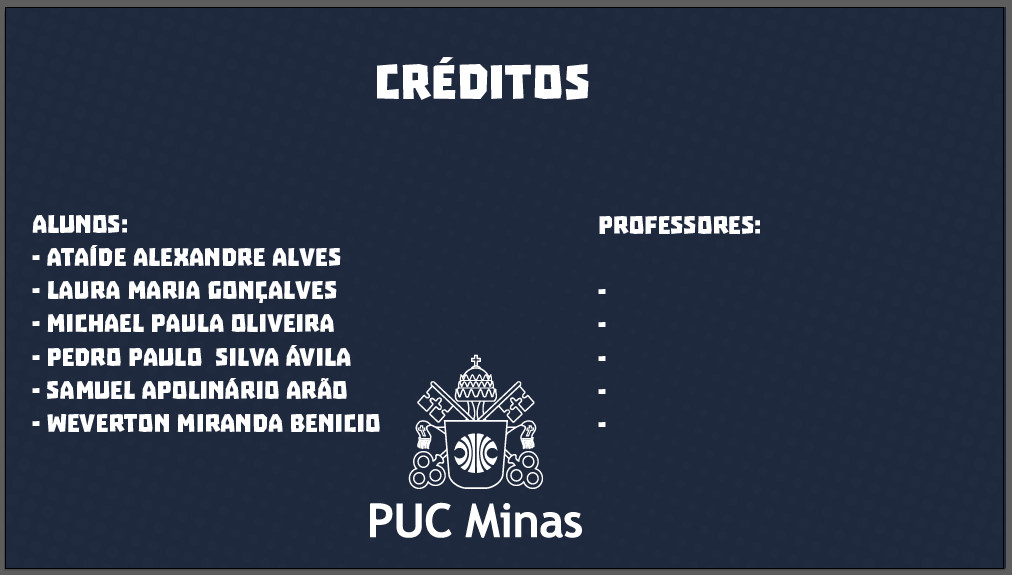 CRÉDITOS
ALUNOS:
- ATAÍDE ALEXANDRE ALVES
- LAURA MARIA GONÇALVES
- MICHAEL PAULA OLIVEIRA
- PEDRO PAULO  SILVA ÁVILA
- SAMUEL APOLINÁRIO ARÃO
- WEVERTON MIRANDA BENICIO
PROFESSORES:
-
-
-
-
-
PUC Minas